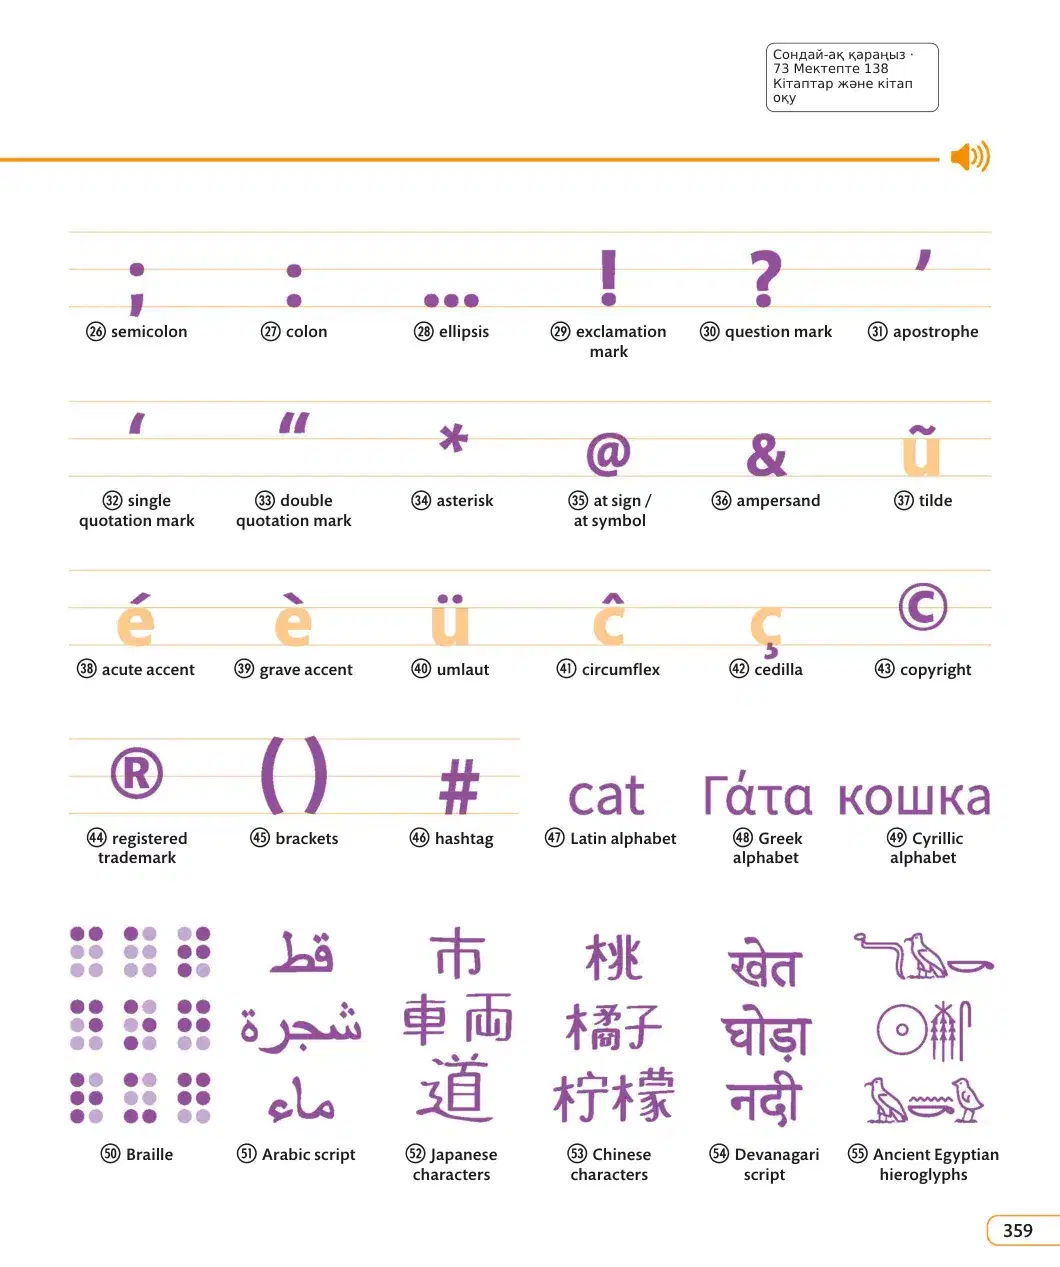 Сондай-ақ қараңыз ·
73 Мектепте 138
Кітаптар және кітап
оқу
; : ... ! ? ’
㉖ semicolon ㉗ colon ㉘ ellipsis ㉙ exclamation mark ㉚ question mark ㉛ apostrophe
‘ “ * @ & ũ
㉜ single quotation mark ㉝ double quotation mark ㉞ asterisk ㉟ at sign / at symbol ㊱ ampersand ㊲ tilde
é è ü ĉ ç ©
㊳ acute accent ㊴ grave accent ㊵ umlaut ㊶ circumflex ㊷ cedilla ㊸ copyright
® ( ) # cat Γάτα кошка
㊹ registered trademark ㊺ brackets ㊻ hashtag ㊼ Latin alphabet ㊽ Greek alphabet ㊾ Cyrillic alphabet
قط 市 桃 खेत
شجرة 車両 橘子 घोड़ा
ماء 道 柠檬 नदी
㊿ Braille 51 Arabic script 52 Japanese characters 53 Chinese characters 54 Devanagari script 55 Ancient Egyptian hieroglyphs
359